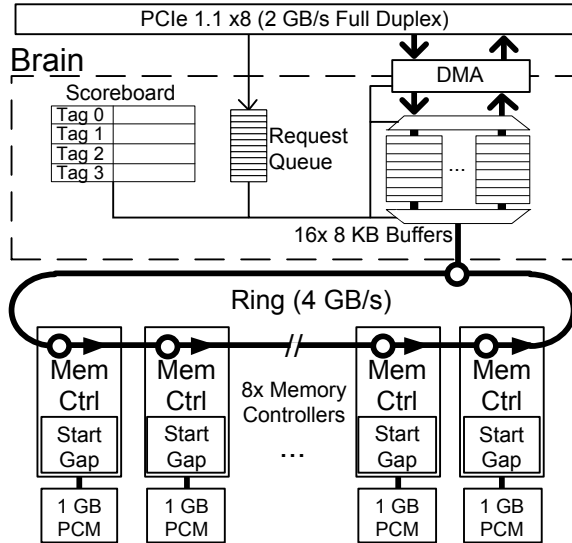 PCIe 1.1 x8 (2 GB/s Full Duplex)
Brain
DMA
Scoreboard
Tag 0
Tag 1
Tag 2
Tag 3
Request
Queue
...
16x 8 KB Buffers
Ring (4 GB/s)
Mem
Ctrl
Start
Gap
1 GB
PCM
Mem
Ctrl
Start
Gap
1 GB
PCM
8x Memory
Controllers
...
Mem
Ctrl
Start
Gap
1 GB
PCM
Mem
Ctrl
Start
Gap
1 GB
PCM